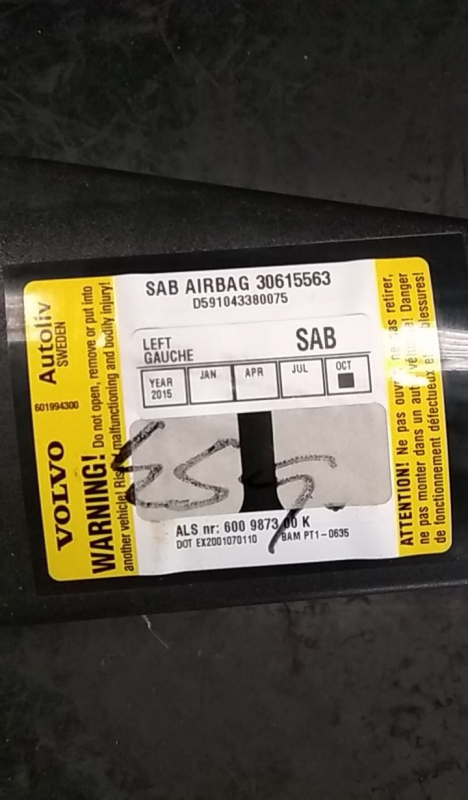 SAB AIRBAG 30615563
D591043380075
LEFT
GAUCHE
SAB
YEAR
2015
JAN
APR
JUL
OCT
ALS nr: 600 9873 00 K
DOT EX2001070110
BAM PT1-0635
Autoliv
SWEDEN
601994300
VOLVO
WARNING! Do not open, remove or put into
another vehicle! Risk malfunctioning and bodily injury!
ATTENTION! Ne pas ouvrir, ne pas retirer,
ne pas monter dans un autre véhicule! Danger
de fonctionnement défectueux et blessures!